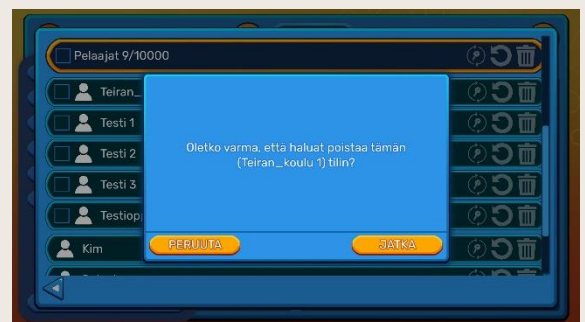 Pelaajat 9/10000
Teiran_
Testi 1
Testi 2
Testi 3
Testiopp
Kim
Oletko varma, että haluat poistaa tämän
(Teiran_koulu 1) tilin?
PERUUTA
JATKA